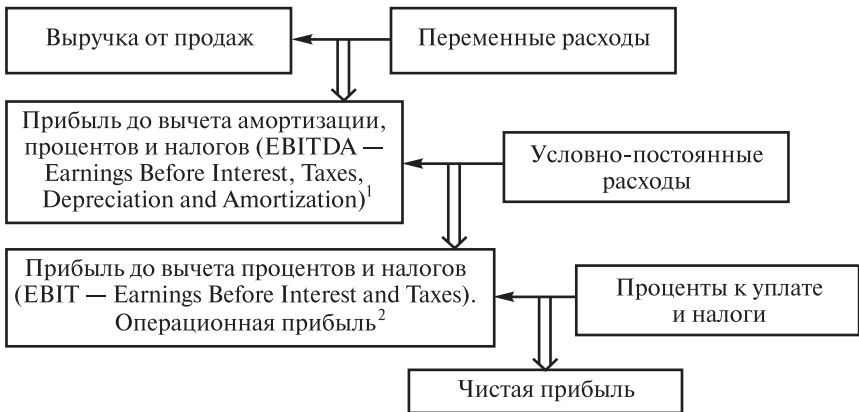 Выручка от продаж
Переменные расходы
Прибыль до вычета амортизации,
процентов и налогов (EBITDA —
Earnings Before Interest, Taxes,
Depreciation and Amortization)¹
Условно-постоянные
расходы
Прибыль до вычета процентов и налогов
(EBIT — Earnings Before Interest and Taxes).
Операционная прибыль²
Проценты к уплате
и налоги
Чистая прибыль